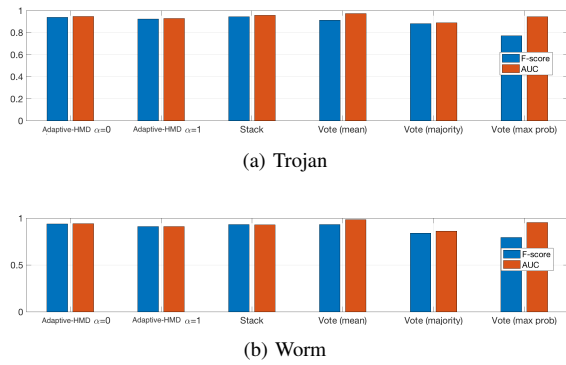 1
0.8
0.6
0.4
0.2
0
F-score
AUC
Adaptive-HMD α=0 Adaptive-HMD α=1 Stack Vote (mean) Vote (majority) Vote (max prob)
(a) Trojan
1
0.5
0
F-score
AUC
Adaptive-HMD α=0 Adaptive-HMD α=1 Stack Vote (mean) Vote (majority) Vote (max prob)
(b) Worm